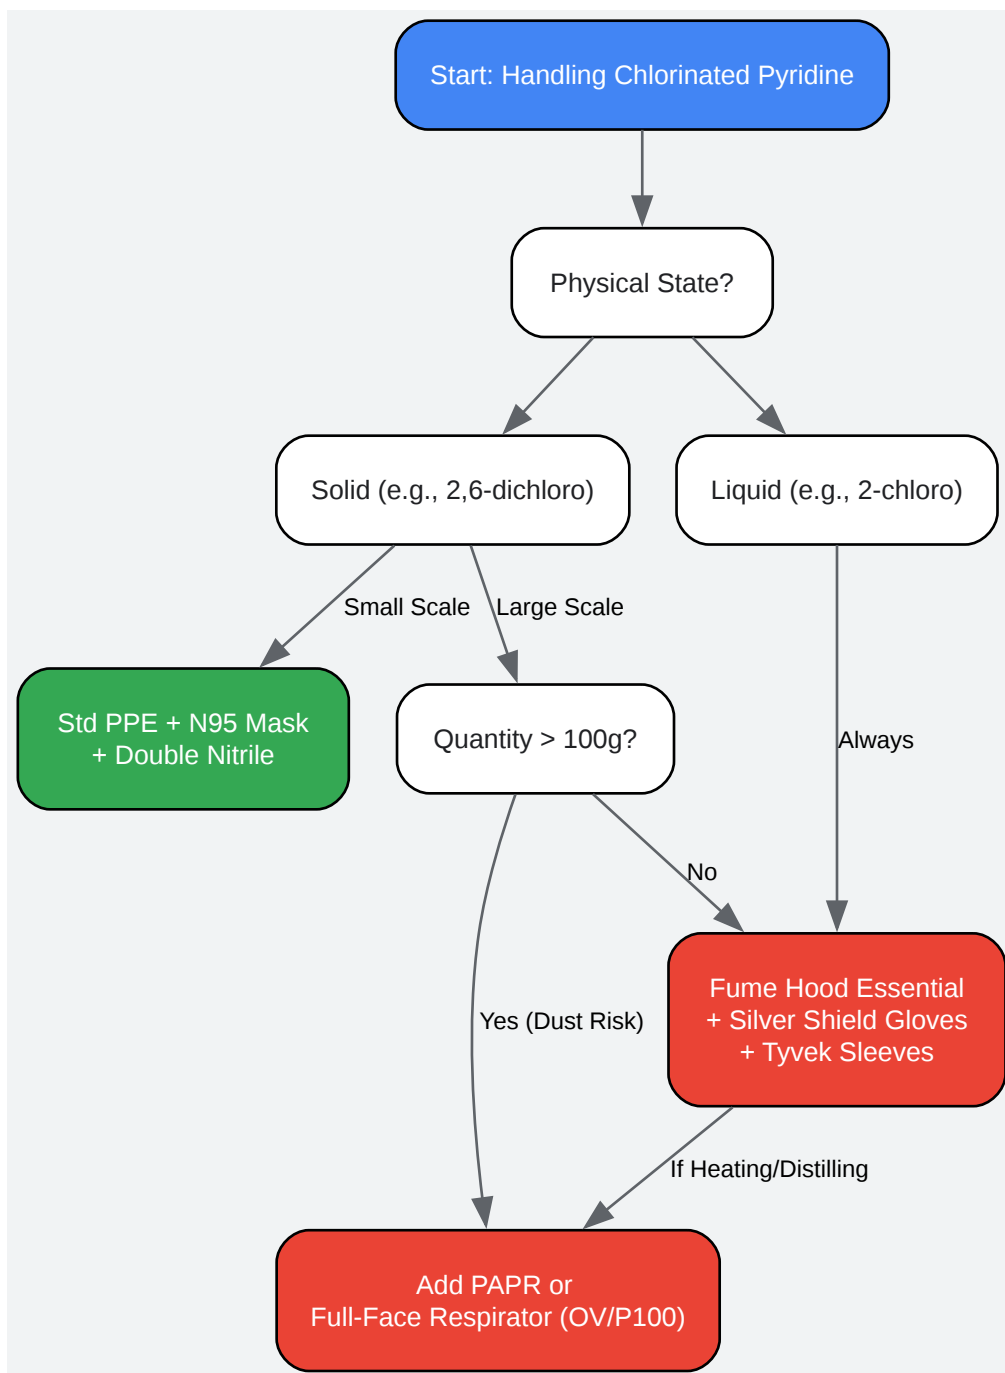 Start: Handling Chlorinated Pyridine
Physical State?
Solid (e.g., 2,6-dichloro)
Liquid (e.g., 2-chloro)
Small Scale
Large Scale
Std PPE + N95 Mask
+ Double Nitrile
Quantity > 100g?
Always
No
Fume Hood Essential
+ Silver Shield Gloves
+ Tyvek Sleeves
Yes (Dust Risk)
If Heating/Distilling
Add PAPR or
Full-Face Respirator (OV/P100)